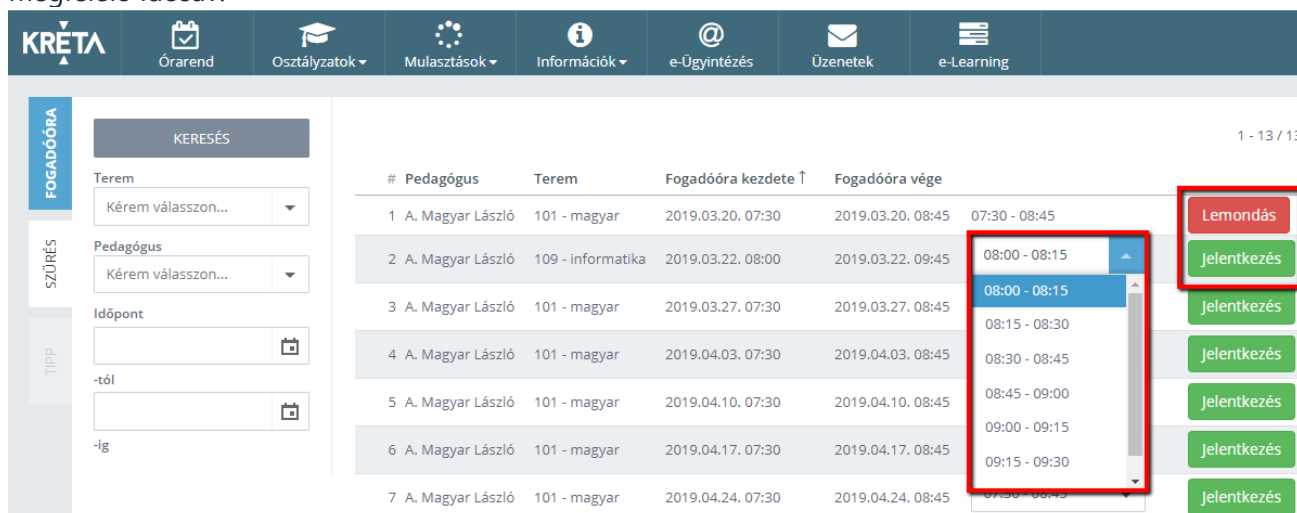 megfelelő idősáv.
KRÉTA
Órarend
Osztályzatok
Mulasztások
Információk
e-Ügyintézés
Üzenetek
e-Learning
FOGADÓÓRA
SZŰRÉS
TIPP
KERESÉS
Terem
Kérem válasszon...
Pedagógus
Kérem válasszon...
Időpont
-tól
-ig
1 - 13 / 13
# Pedagógus Terem Fogadóóra kezdete ↑ Fogadóóra vége
1 A. Magyar László 101 - magyar 2019.03.20. 07:30 2019.03.20. 08:45 07:30 - 08:45 Lemondás
2 A. Magyar László 109 - informatika 2019.03.22. 08:00 2019.03.22. 09:45 08:00 - 08:15 Jelentkezés
3 A. Magyar László 101 - magyar 2019.03.27. 07:30 2019.03.27. 08:45 Jelentkezés
4 A. Magyar László 101 - magyar 2019.04.03. 07:30 2019.04.03. 08:45 Jelentkezés
5 A. Magyar László 101 - magyar 2019.04.10. 07:30 2019.04.10. 08:45 Jelentkezés
6 A. Magyar László 101 - magyar 2019.04.17. 07:30 2019.04.17. 08:45 Jelentkezés
7 A. Magyar László 101 - magyar 2019.04.24. 07:30 2019.04.24. 08:45 07:30 - 08:45 Jelentkezés
08:00 - 08:15
08:15 - 08:30
08:30 - 08:45
08:45 - 09:00
09:00 - 09:15
09:15 - 09:30